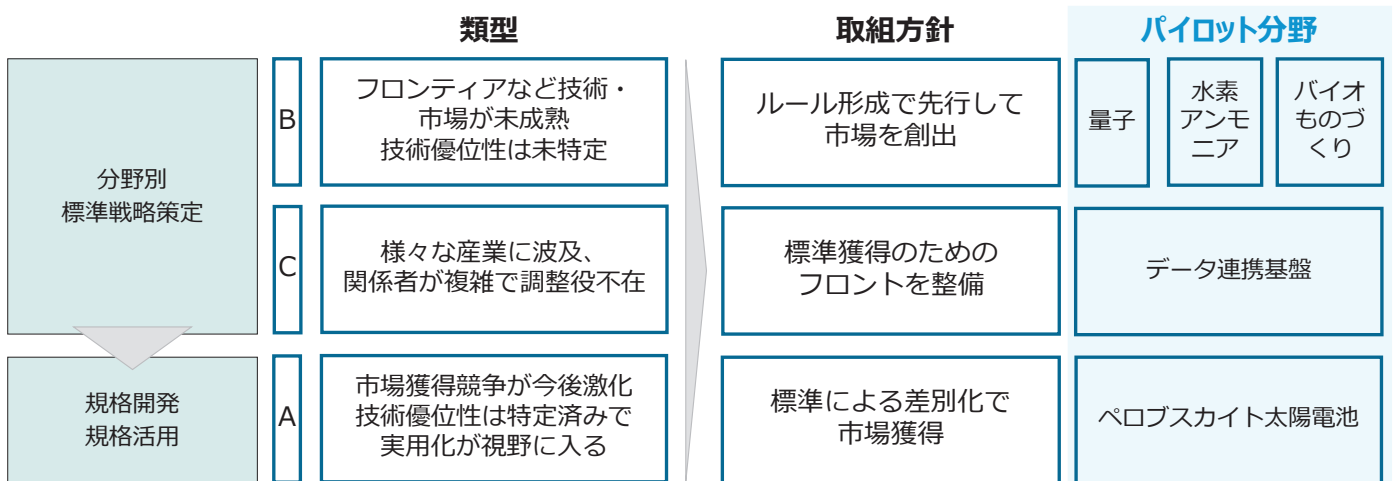 類型
取組方針
パイロット分野
分野別
標準戦略策定
B
フロンティアなど技術・
市場が未成熟
技術優位性は未特定
ルール形成で先行して
市場を創出
量子
水素
アンモ
ニア
バイオ
ものづ
くり
C
様々な産業に波及、
関係者が複雑で調整役不在
標準獲得のための
フロントを整備
データ連携基盤
規格開発
規格活用
A
市場獲得競争が今後激化
技術優位性は特定済みで
実用化が視野に入る
標準による差別化で
市場獲得
ペロブスカイト太陽電池